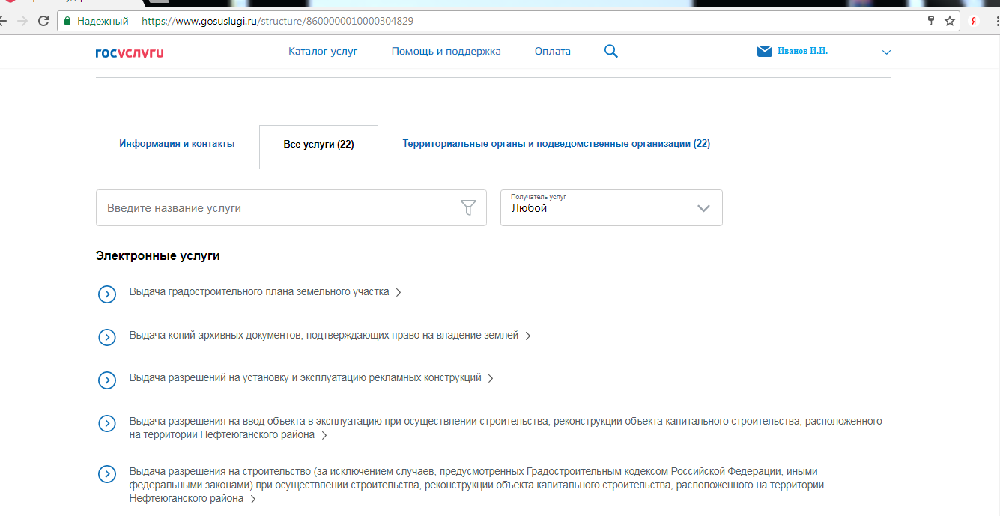 Надежный https://www.gosuslugi.ru/structure/8600000010000304829 Я
госуслуги Каталог услуг Помощь и поддержка Оплата Иванов И.И.
Информация и контакты Все услуги (22) Территориальные органы и подведомственные организации (22)
Введите название услуги
Получатель услуг
Любой
Электронные услуги
Выдача градостроительного плана земельного участка
Выдача копий архивных документов, подтверждающих право на владение землей
Выдача разрешений на установку и эксплуатацию рекламных конструкций
Выдача разрешения на ввод объекта в эксплуатацию при осуществлении строительства, реконструкции объекта капитального строительства, расположенного
на территории Нефтеюганского района
Выдача разрешения на строительство (за исключением случаев, предусмотренных Градостроительным кодексом Российской Федерации, иными
федеральными законами) при осуществлении строительства, реконструкции объекта капитального строительства, расположенного на территории
Нефтеюганского района